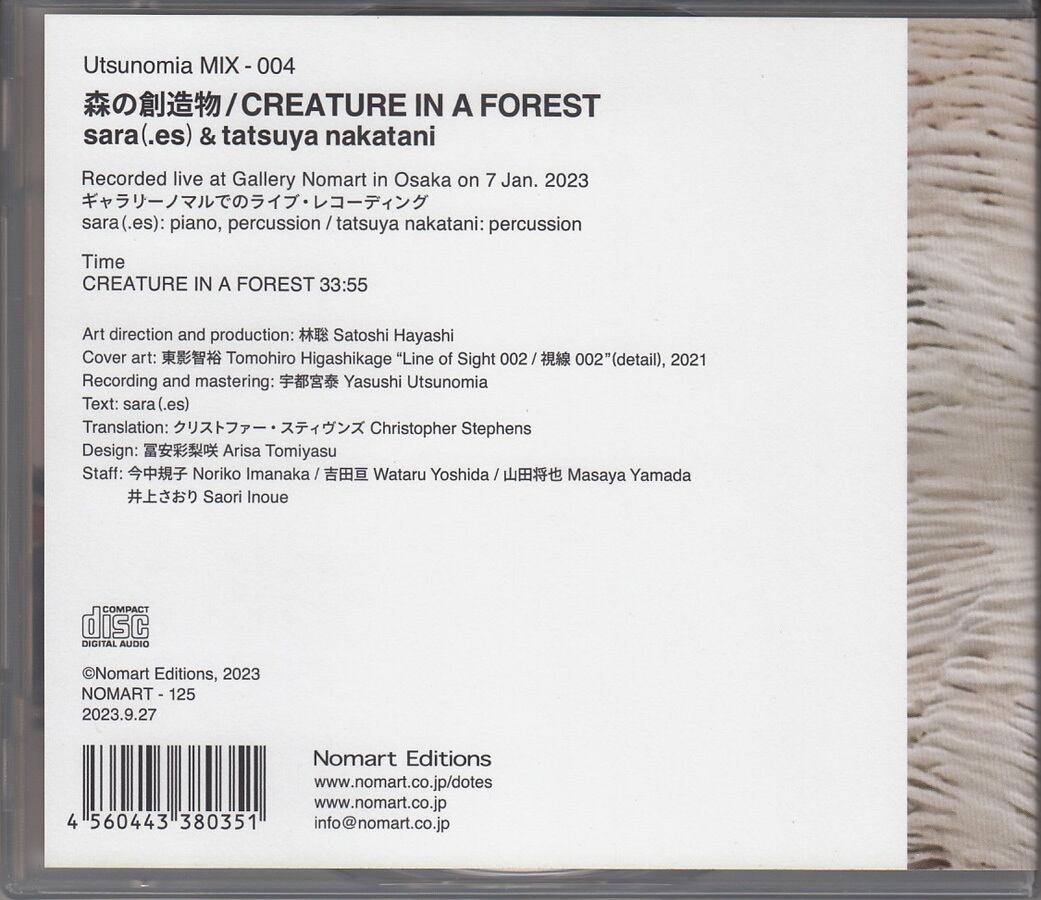 Utsunomia MIX - 004
森の創造物 / CREATURE IN A FOREST
sara(.es) & tatsuya nakatani
Recorded live at Gallery Nomart in Osaka on 7 Jan. 2023
ギャラリーノマルでのライブ・レコーディング
sara(.es): piano, percussion / tatsuya nakatani: percussion
Time
CREATURE IN A FOREST 33:55
Art direction and production: 林聡 Satoshi Hayashi
Cover art: 東影智裕 Tomohiro Higashikage “Line of Sight 002 / 視線 002”(detail), 2021
Recording and mastering: 宇都宮泰 Yasushi Utsunomia
Text: sara(.es)
Translation: クリストファー・スティヴンズ Christopher Stephens
Design: 冨安彩梨咲 Arisa Tomiyasu
Staff: 今中規子 Noriko Imanaka / 吉田亘 Wataru Yoshida / 山田将也 Masaya Yamada
井上さおり Saori Inoue
COMPACT
disc
DIGITAL AUDIO
©Nomart Editions, 2023
NOMART - 125
2023.9.27
4 560443 380351
Nomart Editions
www.nomart.co.jp/dotes
www.nomart.co.jp
info@nomart.co.jp